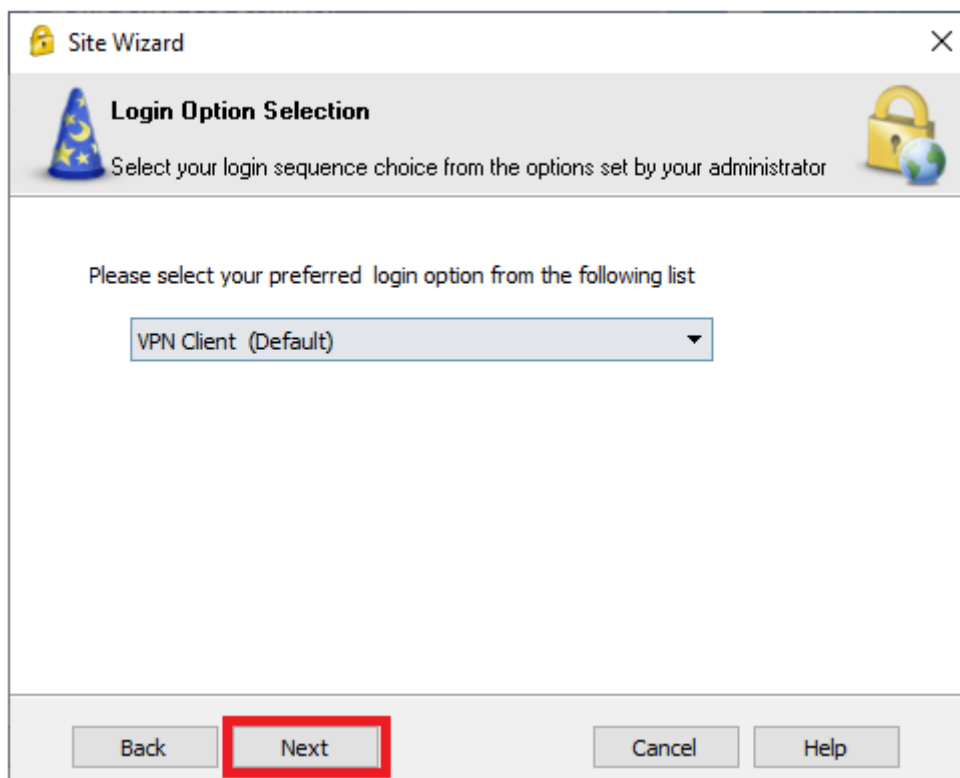 Site Wizard
Login Option Selection
Select your login sequence choice from the options set by your administrator
Please select your preferred  login option from the following list
VPN Client  (Default)
Back
Next
Cancel
Help